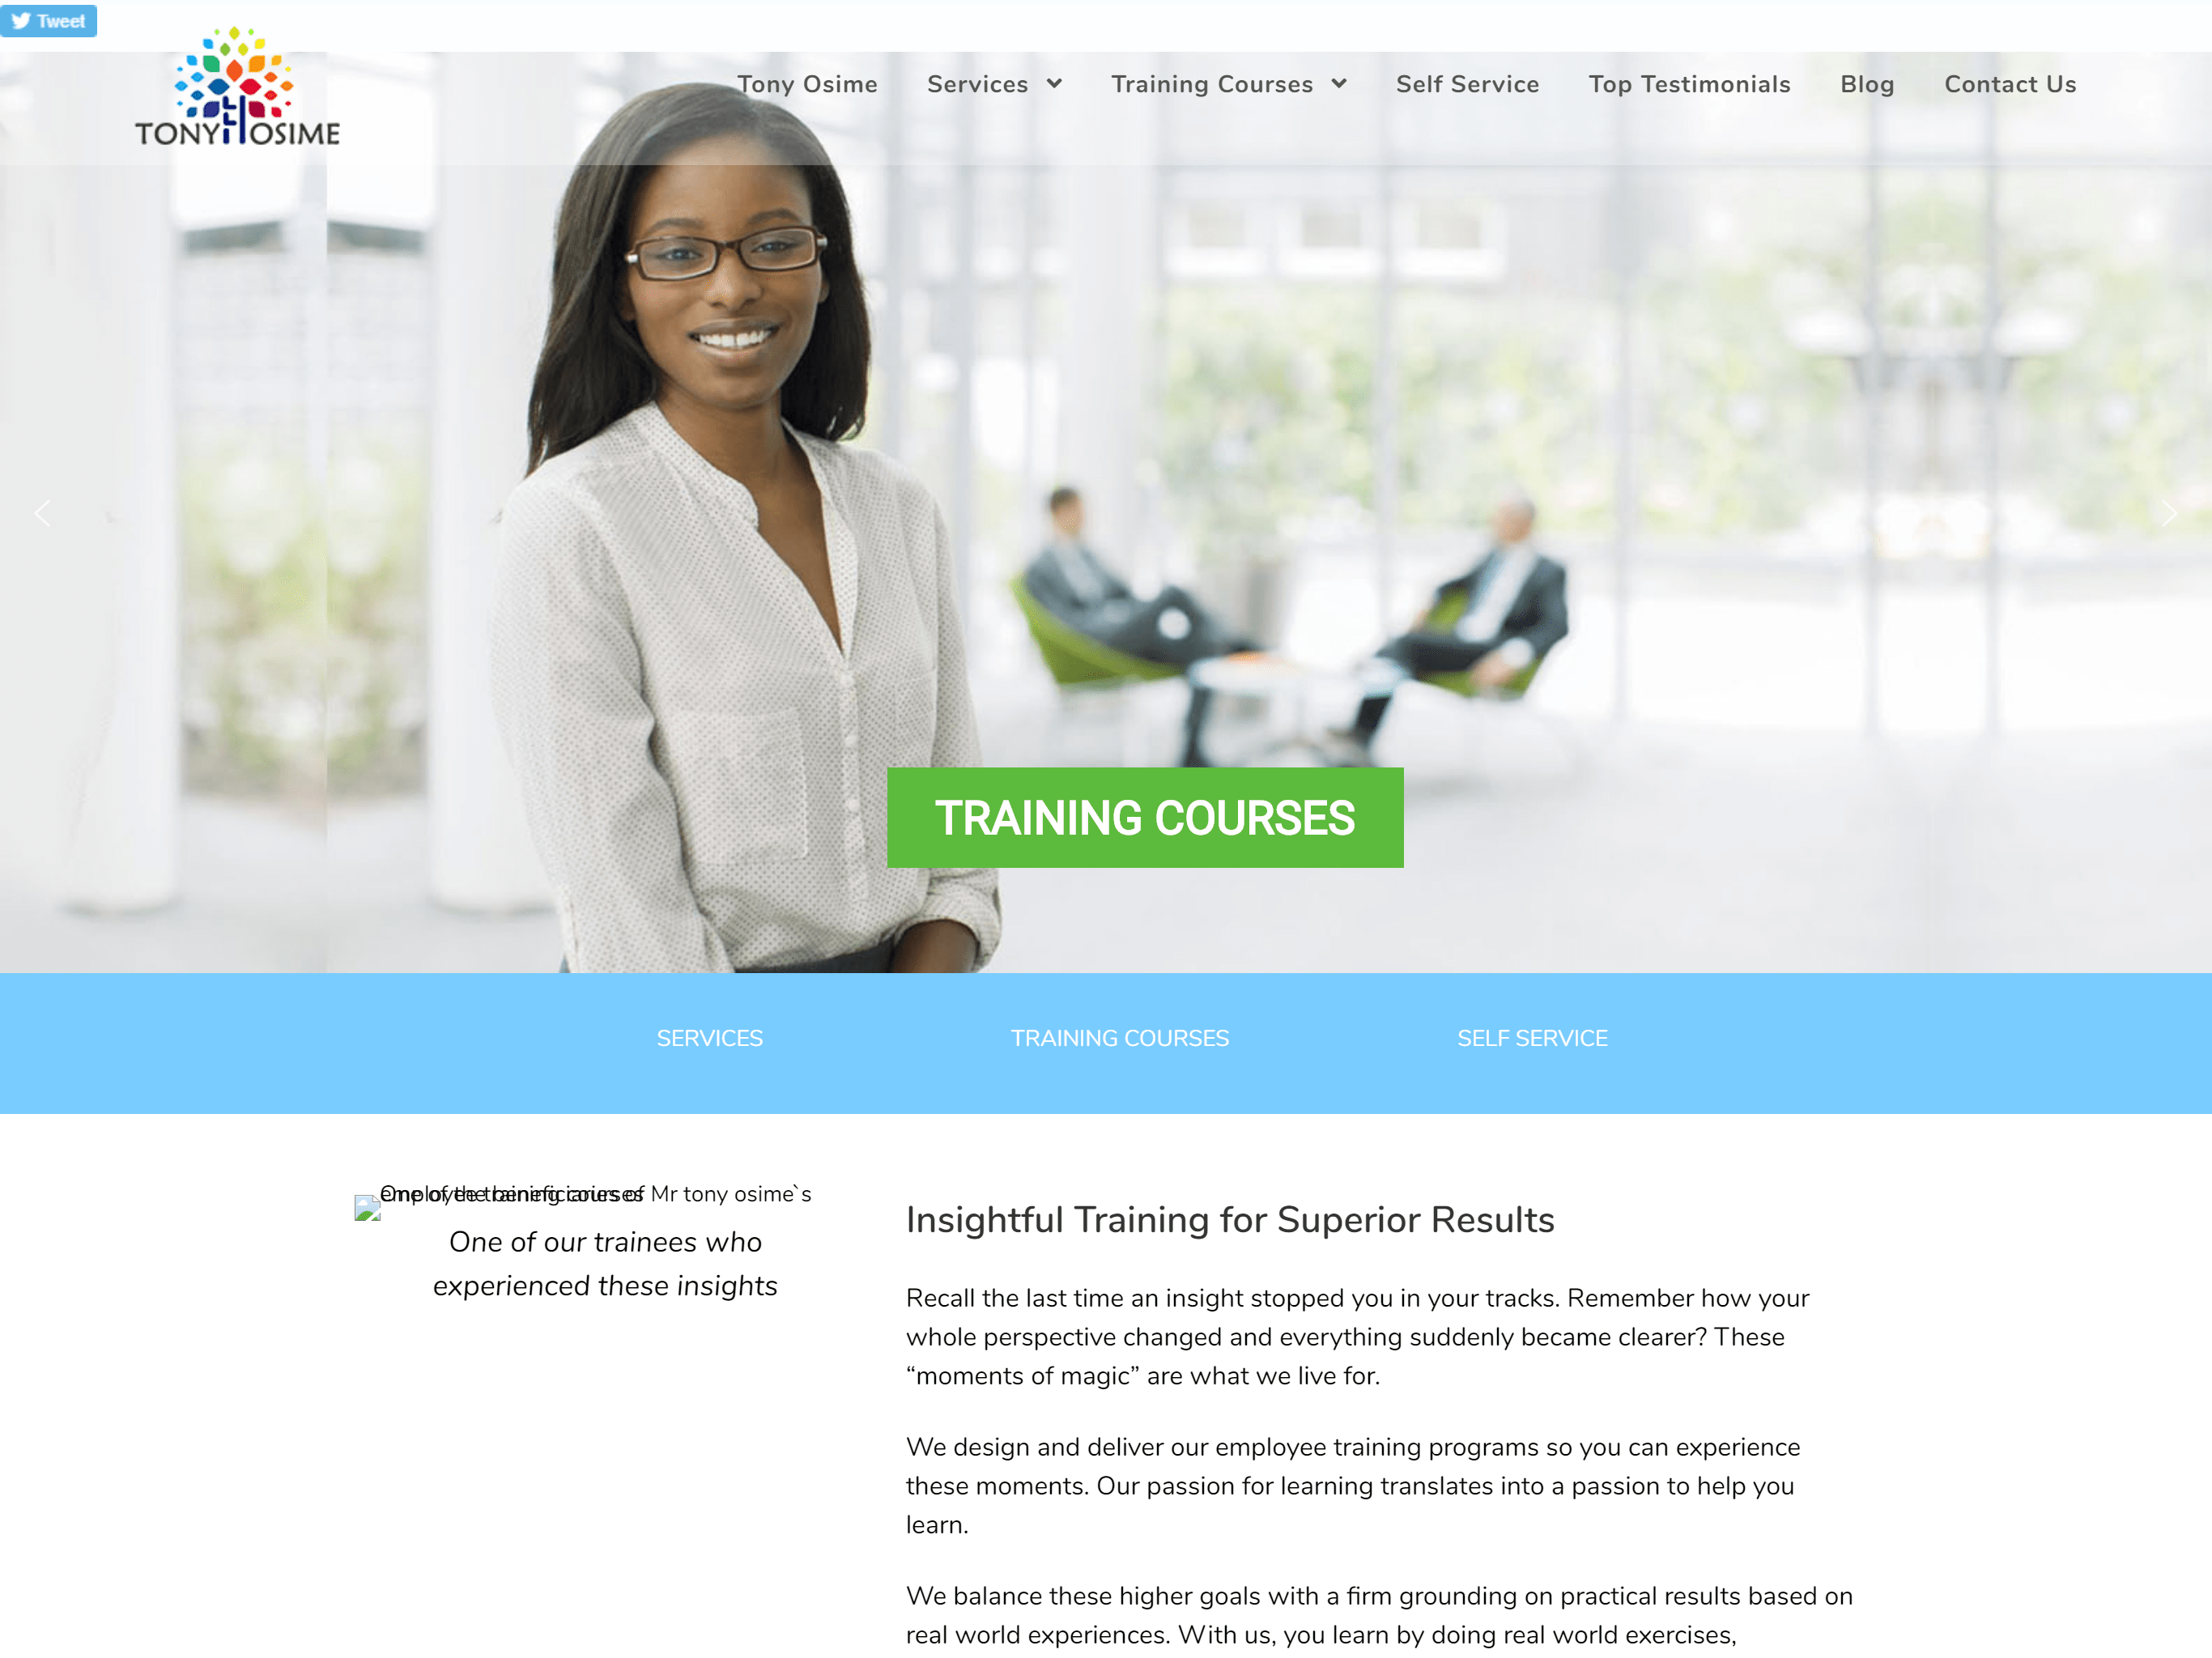 Tweet
TONY OSIME
Tony Osime
Services
Training Courses
Self Service
Top Testimonials
Blog
Contact Us
TRAINING COURSES
SERVICES
TRAINING COURSES
SELF SERVICE
One of the beneficiaries of Mr tony osime`s
employee training courses
One of our trainees who
experienced these insights
Insightful Training for Superior Results
Recall the last time an insight stopped you in your tracks. Remember how your
whole perspective changed and everything suddenly became clearer? These
“moments of magic” are what we live for.
We design and deliver our employee training programs so you can experience
these moments. Our passion for learning translates into a passion to help you
learn.
We balance these higher goals with a firm grounding on practical results based on
real world experiences. With us, you learn by doing real world exercises,